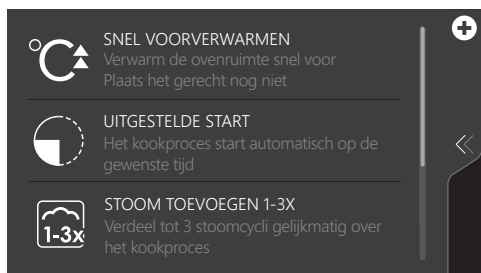 °C
SNEL VOORVERWARMEN
Verwarm de ovenruimte snel voor
Plaats het gerecht nog niet
UITGESTELDE START
Het kookproces start automatisch op de
gewenste tijd
1-3x
STOOM TOEVOEGEN 1-3X
Verdeel tot 3 stoomcycli gelijkmatig over
het kookproces